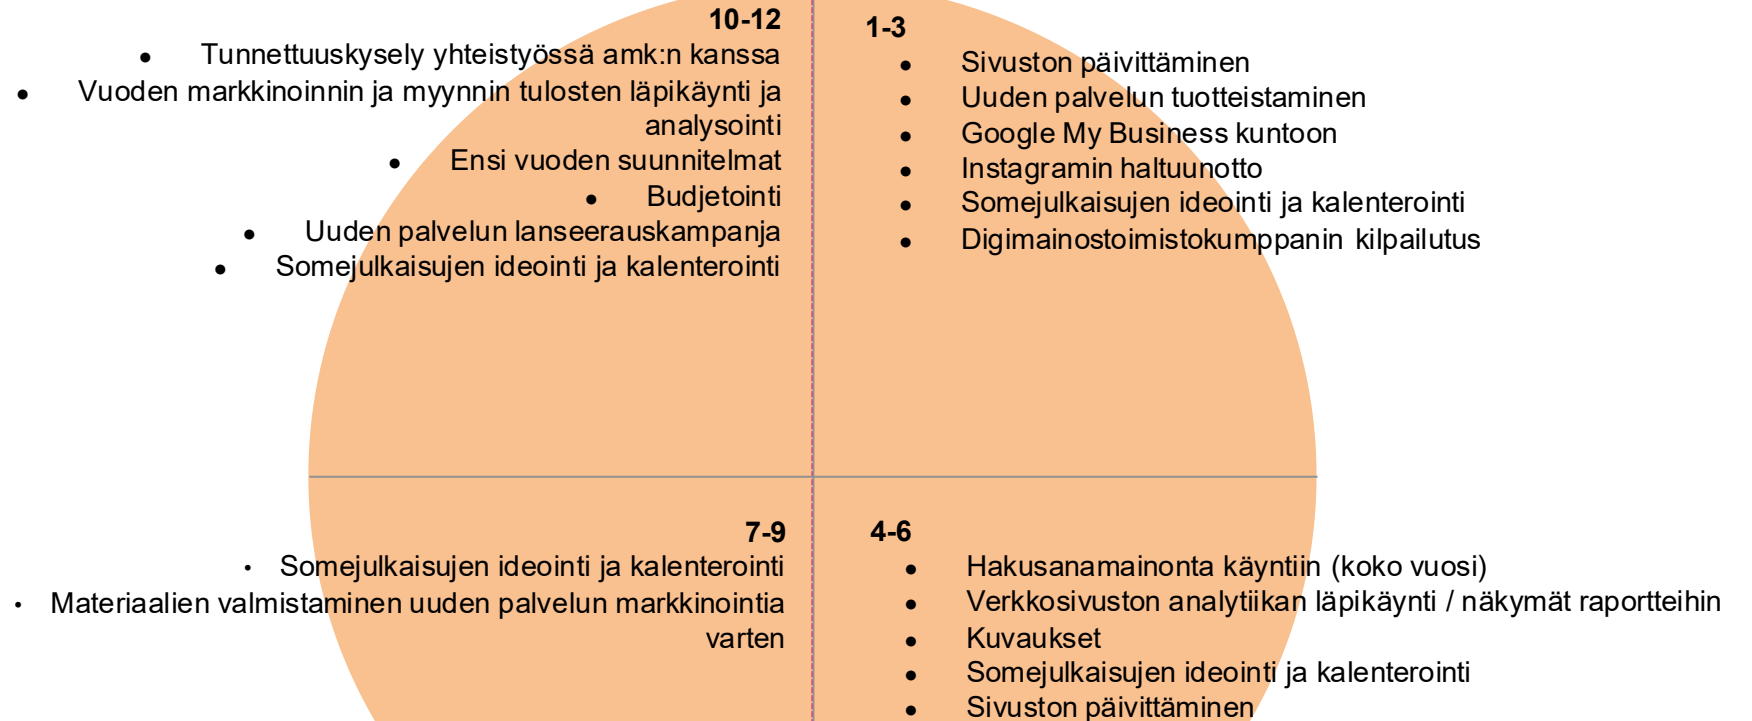 10-12
• Tunnettuuskysely yhteistyössä amk:n kanssa
• Vuoden markkinoinnin ja myynnin tulosten läpikäynti ja
analysointi
• Ensi vuoden suunnitelmat
• Budjetointi
• Uuden palvelun lanseerauskampanja
• Somejulkaisujen ideointi ja kalenterointi
1-3
• Sivuston päivittäminen
• Uuden palvelun tuotteistaminen
• Google My Business kuntoon
• Instagramin haltuunotto
• Somejulkaisujen ideointi ja kalenterointi
• Digimainostoimistokumppanin kilpailutus
7-9
• Somejulkaisujen ideointi ja kalenterointi
• Materiaalien valmistaminen uuden palvelun markkinointia
varten
4-6
• Hakusanamainonta käyntiin (koko vuosi)
• Verkkosivuston analytiikan läpikäynti / näkymät raportteihin
• Kuvaukset
• Somejulkaisujen ideointi ja kalenterointi
• Sivuston päivittäminen